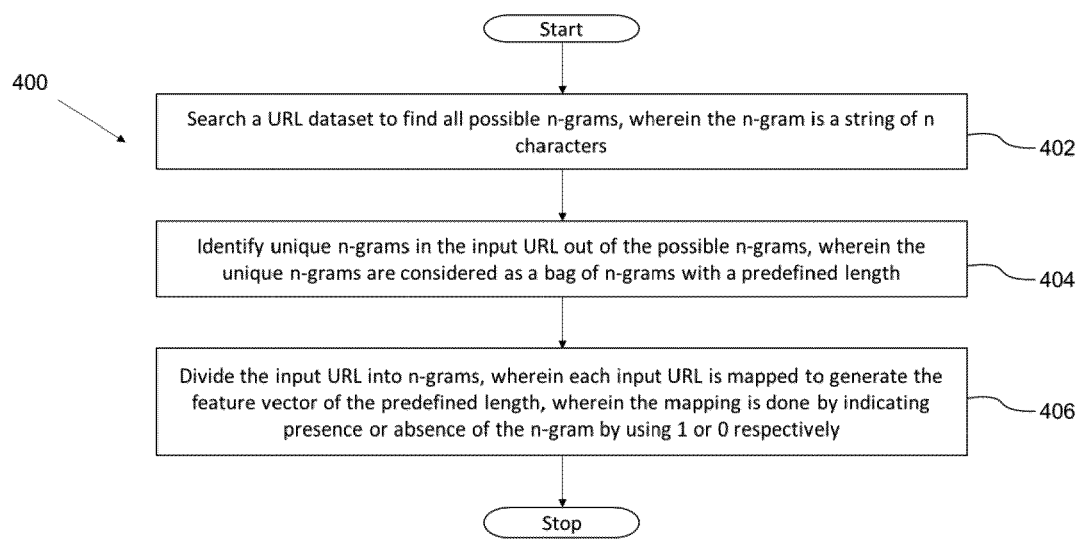 Start
400
Search a URL dataset to find all possible n-grams, wherein the n-gram is a string of n
characters
402
Identify unique n-grams in the input URL out of the possible n-grams, wherein the
unique n-grams are considered as a bag of n-grams with a predefined length
404
Divide the input URL into n-grams, wherein each input URL is mapped to generate the
feature vector of the predefined length, wherein the mapping is done by indicating
presence or absence of the n-gram by using 1 or 0 respectively
406
Stop